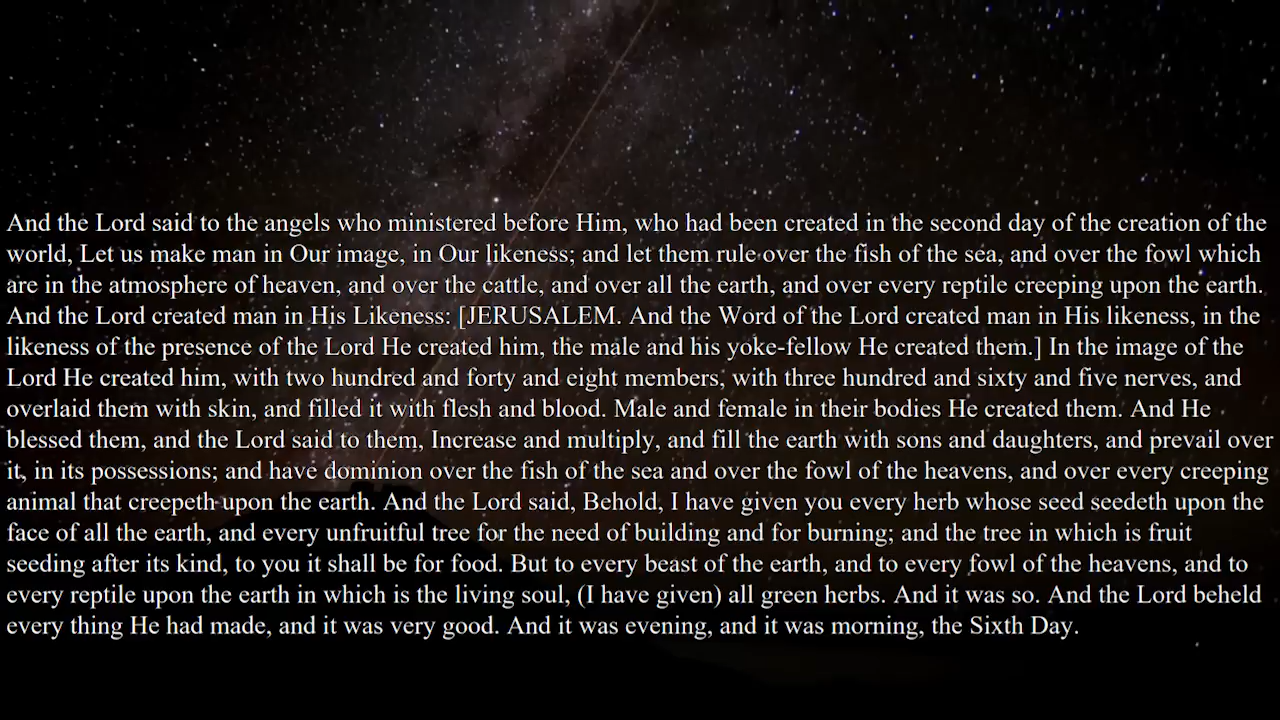 And the Lord said to the angels who ministered before Him, who had been created in the second day of the creation of the
world, Let us make man in Our image, in Our likeness; and let them rule over the fish of the sea, and over the fowl which
are in the atmosphere of heaven, and over the cattle, and over all the earth, and over every reptile creeping upon the earth.
And the Lord created man in His Likeness: [JERUSALEM. And the Word of the Lord created man in His likeness, in the
likeness of the presence of the Lord He created him, the male and his yoke-fellow He created them.] In the image of the
Lord He created him, with two hundred and forty and eight members, with three hundred and sixty and five nerves, and
overlaid them with skin, and filled it with flesh and blood. Male and female in their bodies He created them. And He
blessed them, and the Lord said to them, Increase and multiply, and fill the earth with sons and daughters, and prevail over
it, in its possessions; and have dominion over the fish of the sea and over the fowl of the heavens, and over every creeping
animal that creepeth upon the earth. And the Lord said, Behold, I have given you every herb whose seed seedeth upon the
face of all the earth, and every unfruitful tree for the need of building and for burning; and the tree in which is fruit
seeding after its kind, to you it shall be for food. But to every beast of the earth, and to every fowl of the heavens, and to
every reptile upon the earth in which is the living soul, (I have given) all green herbs. And it was so. And the Lord beheld
every thing He had made, and it was very good. And it was evening, and it was morning, the Sixth Day.